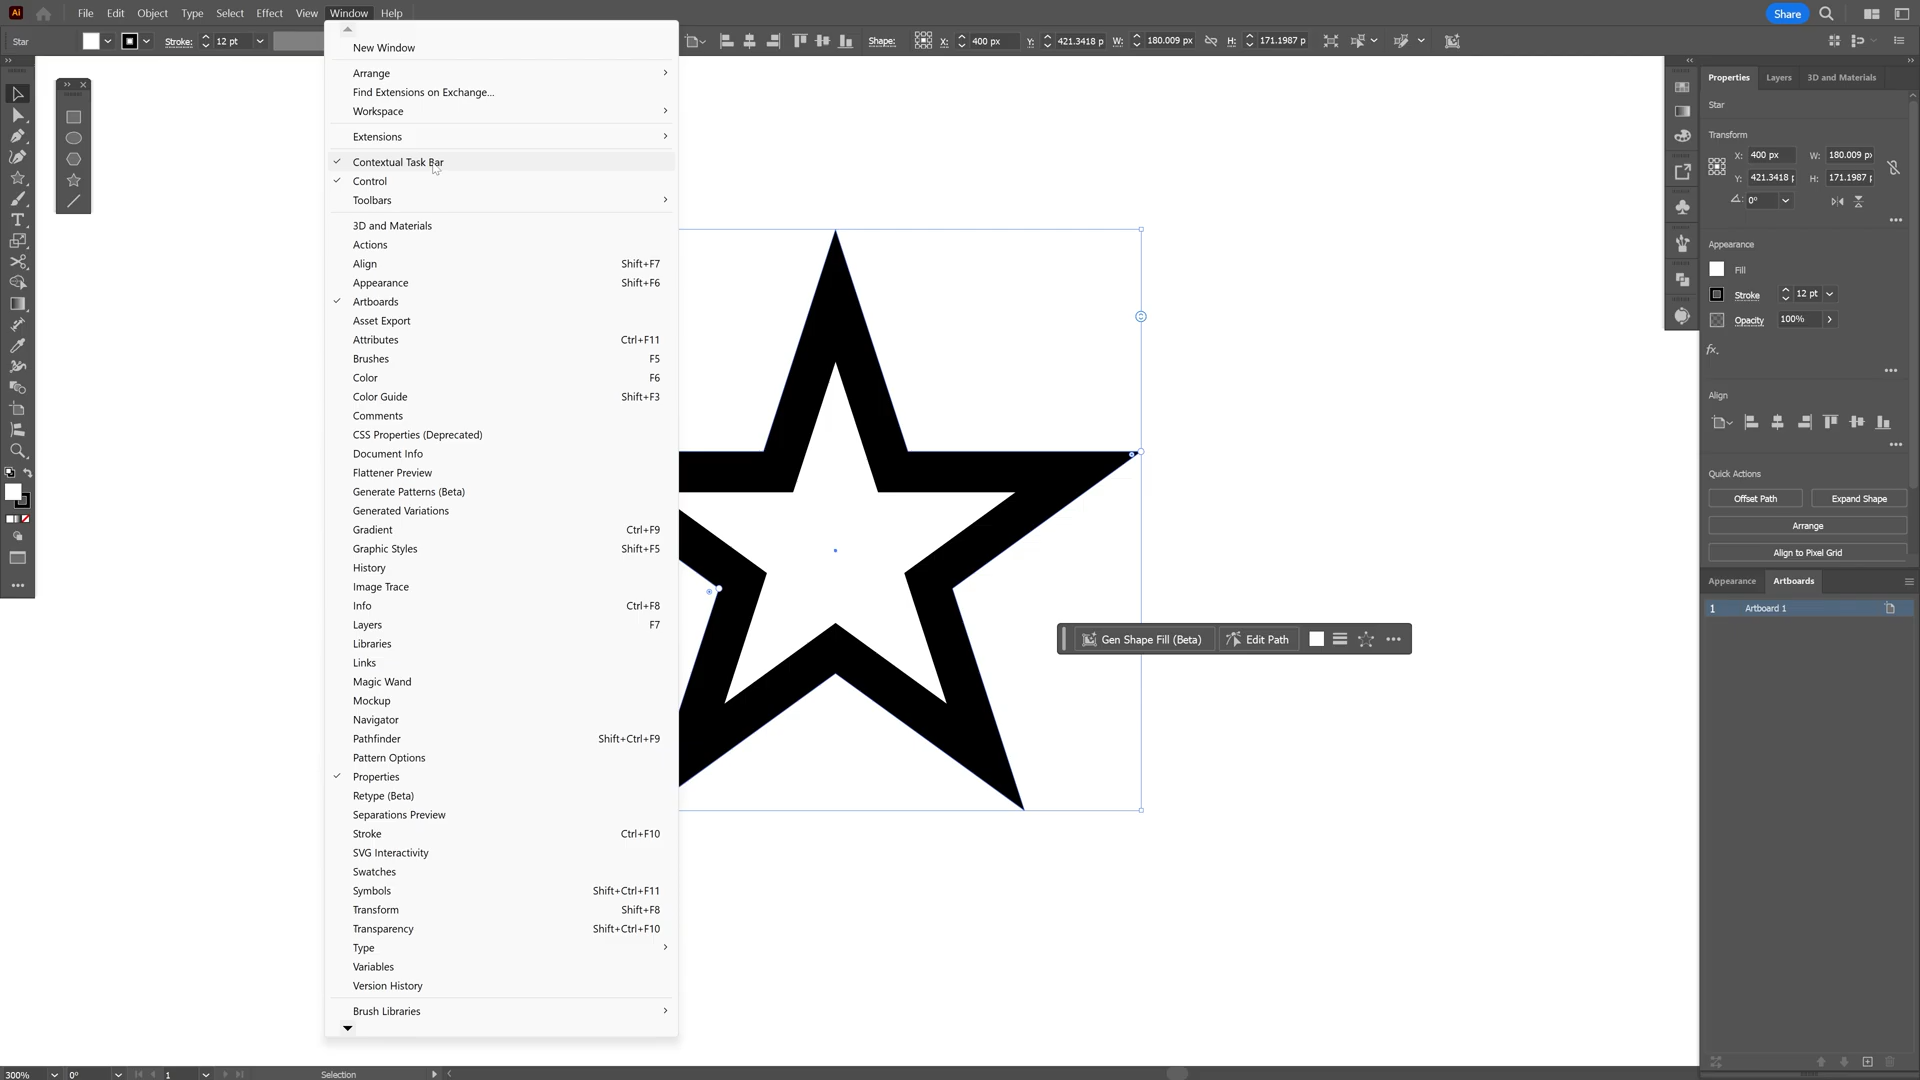 Ai File Edit Object Type Select Effect View Window Help Share
Star Stroke: 12 pt Shape: X: 400 px Y: 421.3418 p W: 180.009 px H: 171.1987 p
New Window
Arrange
Find Extensions on Exchange...
Workspace
Extensions
Contextual Task Bar
Control
Toolbars
3D and Materials
Actions
Align Shift+F7
Appearance Shift+F6
Artboards
Asset Export
Attributes Ctrl+F11
Brushes F5
Color F6
Color Guide Shift+F3
Comments
CSS Properties (Deprecated)
Document Info
Flattener Preview
Generate Patterns (Beta)
Generated Variations
Gradient Ctrl+F9
Graphic Styles Shift+F5
History
Image Trace
Info Ctrl+F8
Layers F7
Libraries
Links
Magic Wand
Mockup
Navigator
Pathfinder Shift+Ctrl+F9
Pattern Options
Properties
Retype (Beta)
Separations Preview
Stroke Ctrl+F10
SVG Interactivity
Swatches
Symbols Shift+Ctrl+F11
Transform Shift+F8
Transparency Shift+Ctrl+F10
Type
Variables
Version History
Brush Libraries
Gen Shape Fill (Beta) Edit Path
Properties Layers 3D and Materials
Star
Transform
X: 400 px W: 180.009 px
Y: 421.3418 H: 171.1987
0°
Appearance
Fill
Stroke 12 pt
Opacity 100%
fx.
Align
Quick Actions
Offset Path Expand Shape
Arrange
Align to Pixel Grid
Appearance Artboards
1 Artboard 1
300% 0° 1 Selection